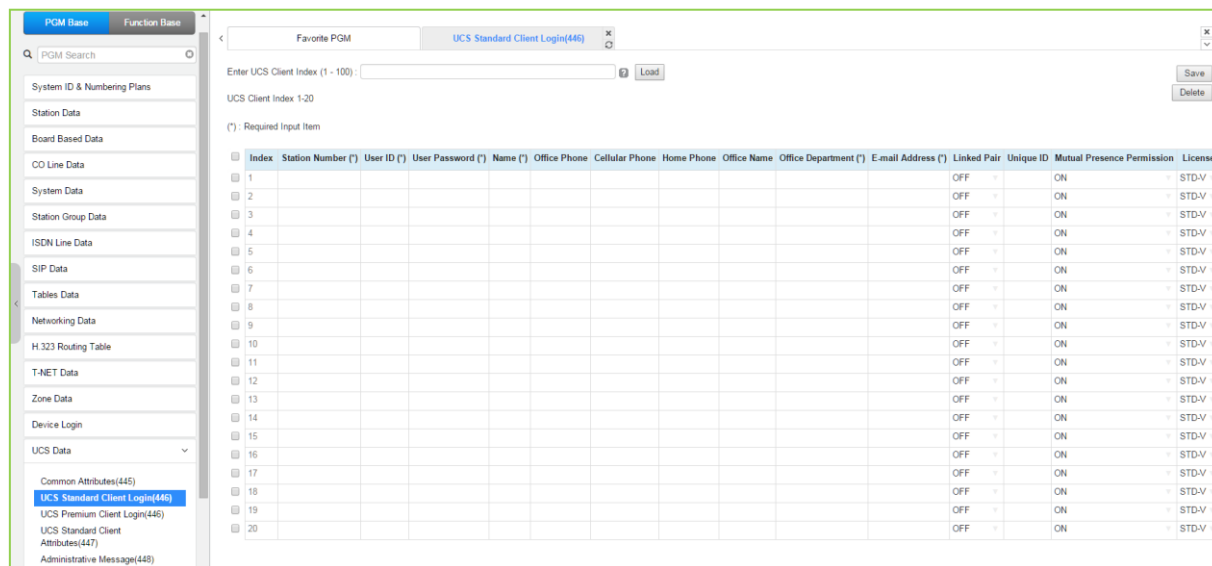 PGM Base Function Base
PGM Search
System ID & Numbering Plans
Station Data
Board Based Data
CO Line Data
System Data
Station Group Data
ISDN Line Data
SIP Data
Tables Data
Networking Data
H.323 Routing Table
T-NET Data
Zone Data
Device Login
UCS Data
Common Attributes(445)
UCS Standard Client Login(446)
UCS Premium Client Login(446)
UCS Standard Client
Attributes(447)
Administrative Message(448)
Favorite PGM UCS Standard Client Login(446)
Enter UCS Client Index (1 - 100) : Load
Save
UCS Client Index 1-20
Delete
(*) : Required Input Item
Index Station Number (*) User ID (*) User Password (*) Name (*) Office Phone Cellular Phone Home Phone Office Name Office Department (*) E-mail Address (*) Linked Pair Unique ID Mutual Presence Permission License
1 OFF ON STD-V
2 OFF ON STD-V
3 OFF ON STD-V
4 OFF ON STD-V
5 OFF ON STD-V
6 OFF ON STD-V
7 OFF ON STD-V
8 OFF ON STD-V
9 OFF ON STD-V
10 OFF ON STD-V
11 OFF ON STD-V
12 OFF ON STD-V
13 OFF ON STD-V
14 OFF ON STD-V
15 OFF ON STD-V
16 OFF ON STD-V
17 OFF ON STD-V
18 OFF ON STD-V
19 OFF ON STD-V
20 OFF ON STD-V